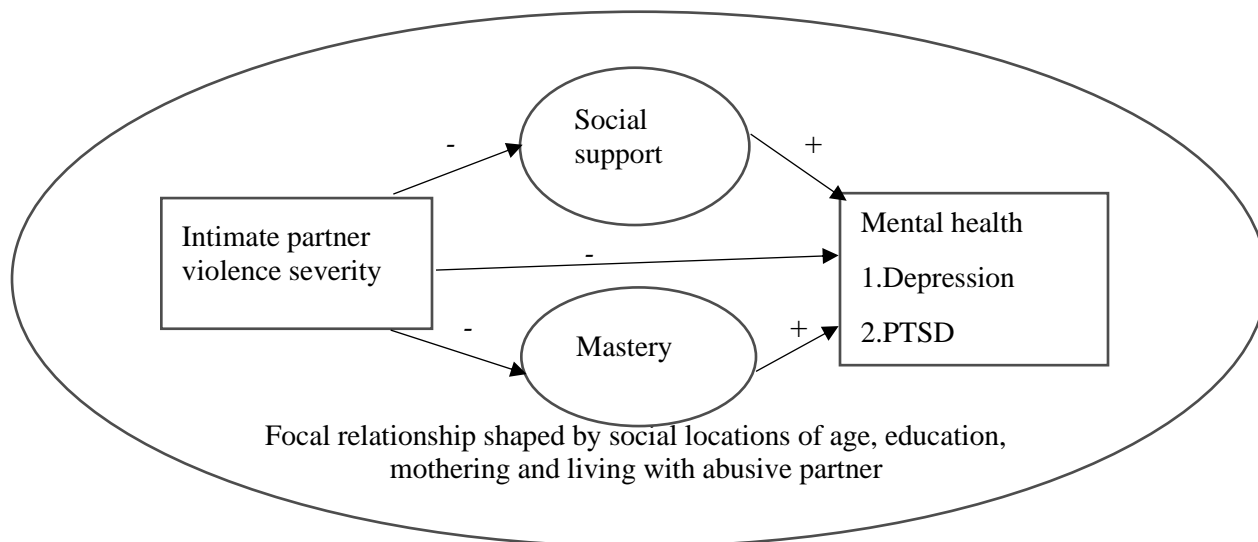 Social
support
-
+
Intimate partner
violence severity
-
Mental health
1.Depression
2.PTSD
-
+
Mastery
Focal relationship shaped by social locations of age, education,
mothering and living with abusive partner